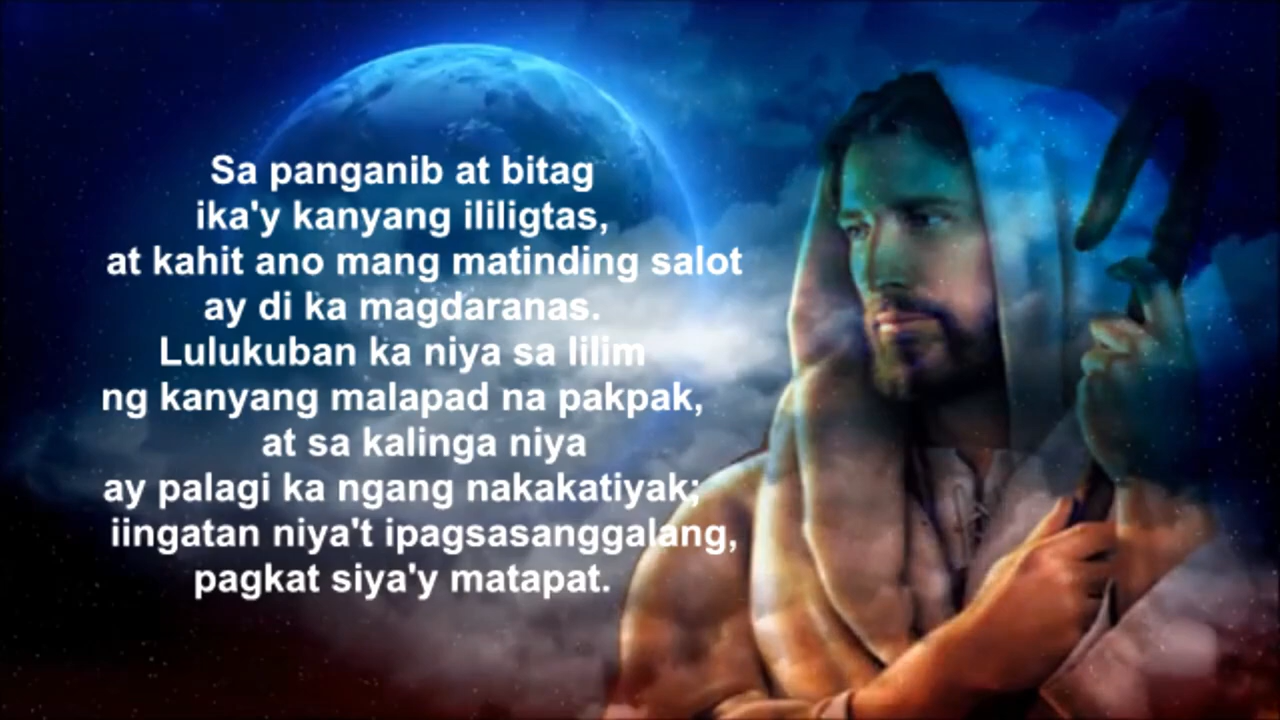 Sa panganib at bitag
ika'y kanyang ililigtas,
at kahit ano mang matinding salot
ay di ka magdaranas.
Lulukuban ka niya sa lilim
ng kanyang malapad na pakpak,
at sa kalinga niya
ay palagi ka ngang nakakatiyak;
iingatan niya't ipagsasanggalang,
pagkat siya'y matapat.